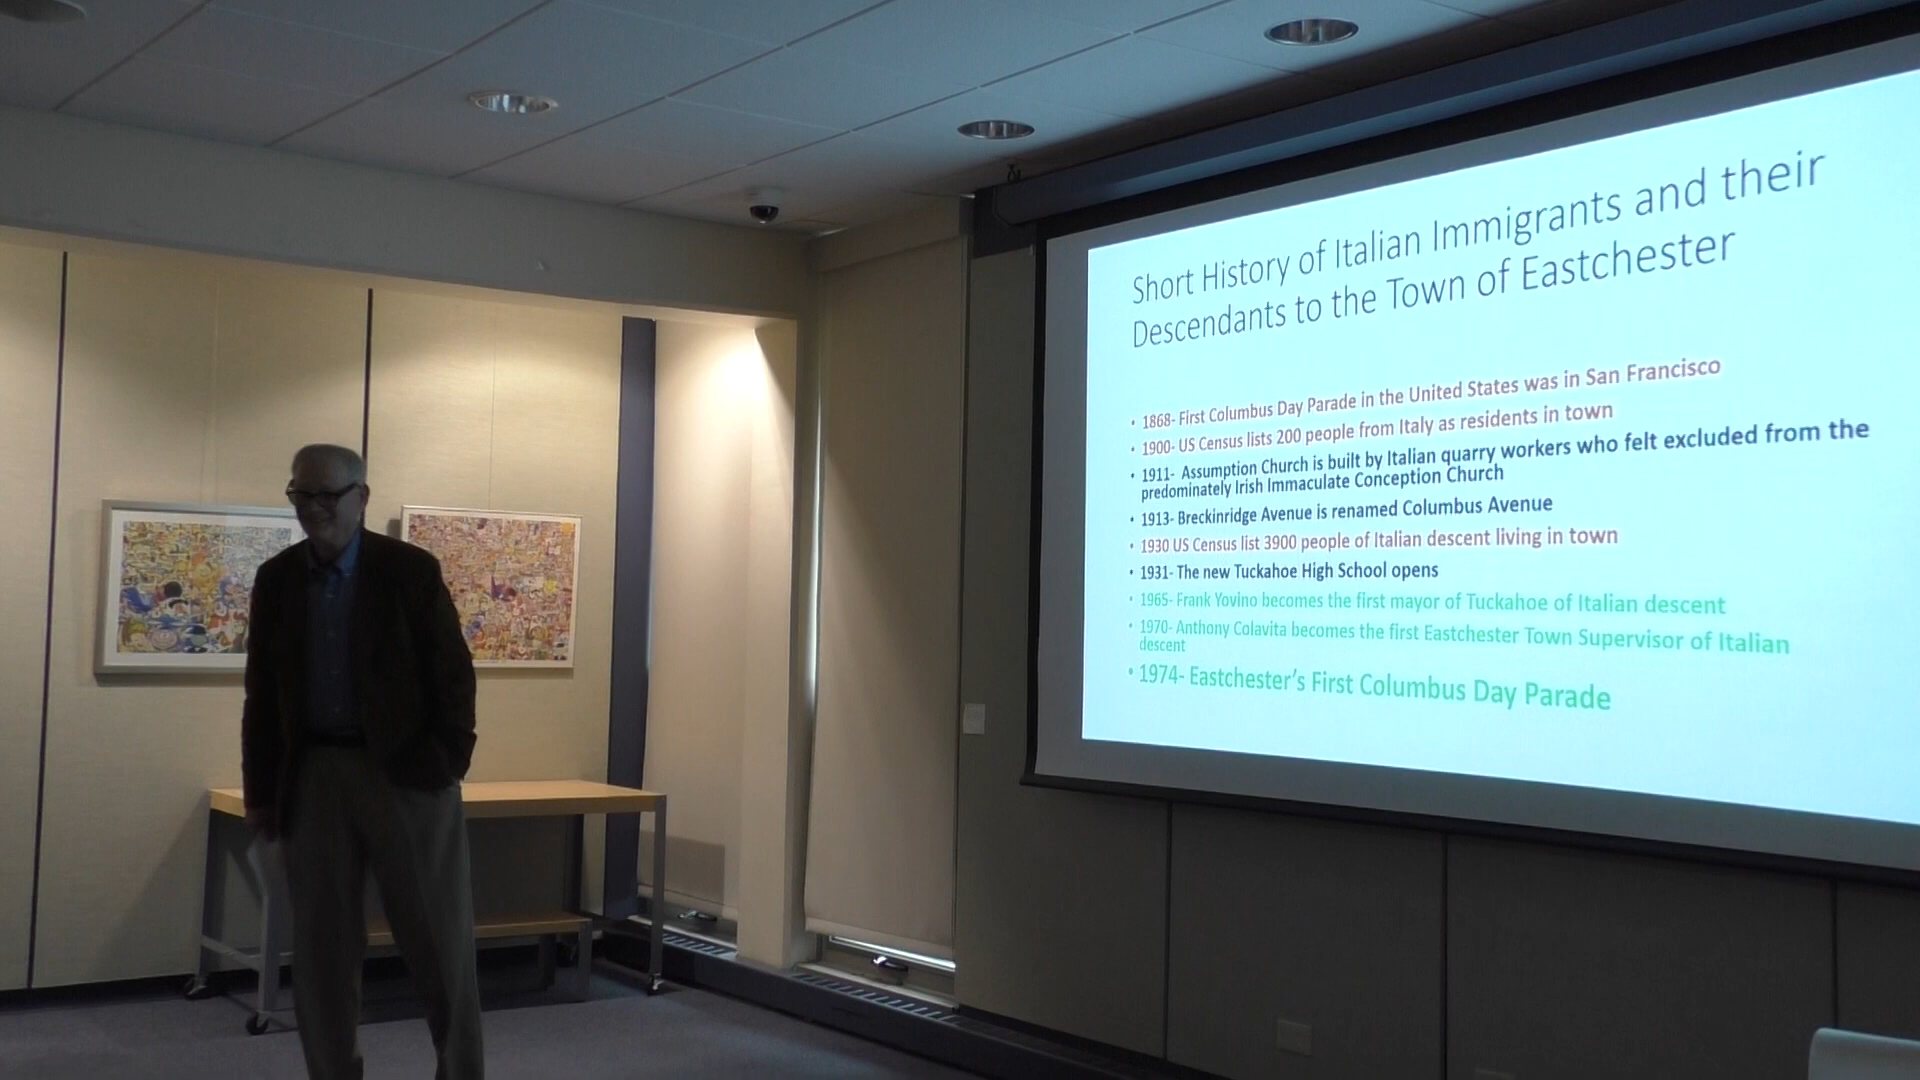 Short History of Italian Immigrants and their
Descendants to the Town of Eastchester
• 1868- First Columbus Day Parade in the United States was in San Francisco
• 1900- US Census lists 200 people from Italy as residents in town
• 1911- Assumption Church is built by Italian quarry workers who felt excluded from the
predominately Irish Immaculate Conception Church
• 1913- Breckinridge Avenue is renamed Columbus Avenue
• 1930 US Census list 3900 people of Italian descent living in town
• 1931- The new Tuckahoe High School opens
• 1965- Frank Yovino becomes the first mayor of Tuckahoe of Italian descent
• 1970- Anthony Colavita becomes the first Eastchester Town Supervisor of Italian
descent
• 1974- Eastchester’s First Columbus Day Parade